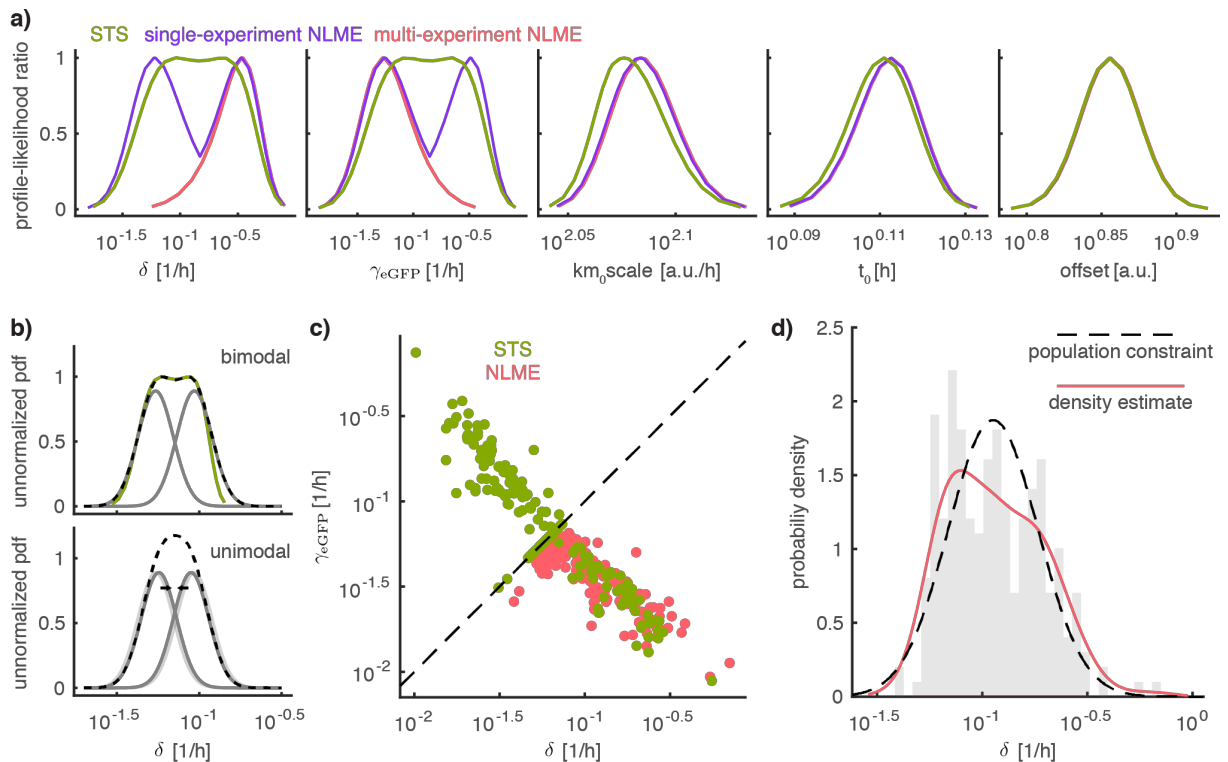 a)
STS single-experiment NLME multi-experiment NLME
profile-likelihood ratio
1
0.5
0
10^-1.5 10^-1 10^-0.5
δ [1/h]
10^-1.5 10^-1 10^-0.5
γeGFP [1/h]
10^2.05 10^2.1
km0scale [a.u./h]
10^0.09 10^0.11 10^0.13
t0[h]
10^0.8 10^0.85 10^0.9
offset[a.u.]
b)
bimodal
unnormalized pdf
1
0.5
0
unimodal
unnormalized pdf
1
0.5
0
10^-1.5 10^-1 10^-0.5
δ [1/h]
c)
STS
NLME
γeGFP [1/h]
10^-0.5
10^-1
10^-1.5
10^-2
10^-2 10^-1.5 10^-1 10^-0.5
δ [1/h]
d)
population constraint
density estimate
probabiliy density
2.5
2
1.5
1
0.5
0
10^-1.5 10^-1 10^-0.5 10^0
δ [1/h]